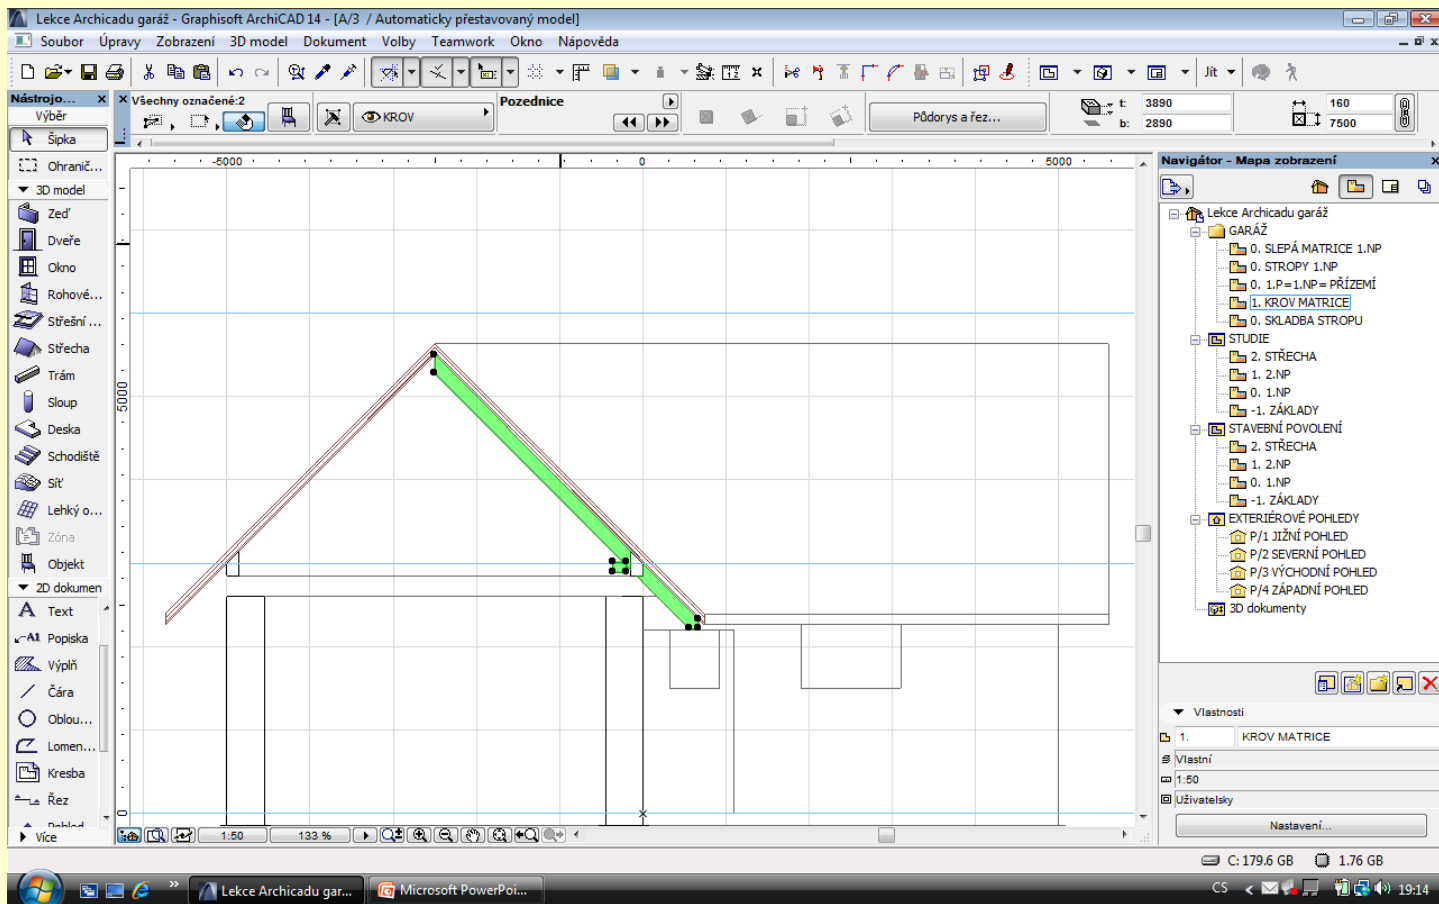 Lekce Archicadu garáž - Graphisoft ArchiCAD 14 - [A/3 / Automaticky přestavovaný model]
Soubor Úpravy Zobrazení 3D model Dokument Volby Teamwork Okno Nápověda
Jít
Nástrojo...
Výběr
Šipka
Ohranič...
3D model
Zeď
Dveře
Okno
Rohové...
Střešní ...
Střecha
Trám
Sloup
Deska
Schodiště
Síť
Lehký o...
Zóna
Objekt
2D dokumen
Text
A1 Popiska
Výplň
Čára
Oblou...
Lomen...
Kresba
Řez
Pohled
Více
Všechny označené:2
KROV
Pozednice
Půdorys a řez...
t: 3890
b: 2890
160
7500
-5000 0 5000
5000
0
1:50 133 %
Navigátor - Mapa zobrazení
Lekce Archicadu garáž
GARÁŽ
0. SLEPÁ MATRICE 1.NP
0. STROPY 1.NP
0. 1.P=1.NP= PŘÍZEMÍ
1. KROV MATRICE
0. SKLADBA STROPU
STUDIE
2. STŘECHA
1. 2.NP
0. 1.NP
-1. ZÁKLADY
STAVEBNÍ POVOLENÍ
2. STŘECHA
1. 2.NP
0. 1.NP
-1. ZÁKLADY
EXTERIÉROVÉ POHLEDY
P/1 JIŽNÍ POHLED
P/2 SEVERNÍ POHLED
P/3 VÝCHODNÍ POHLED
P/4 ZÁPADNÍ POHLED
3D dokumenty
Vlastnosti
1. KROV MATRICE
Vlastní
1:50
Uživatelsky
Nastavení...
C: 179.6 GB 1.76 GB
Lekce Archicadu gar...
Microsoft PowerPoi...
CS
19:14